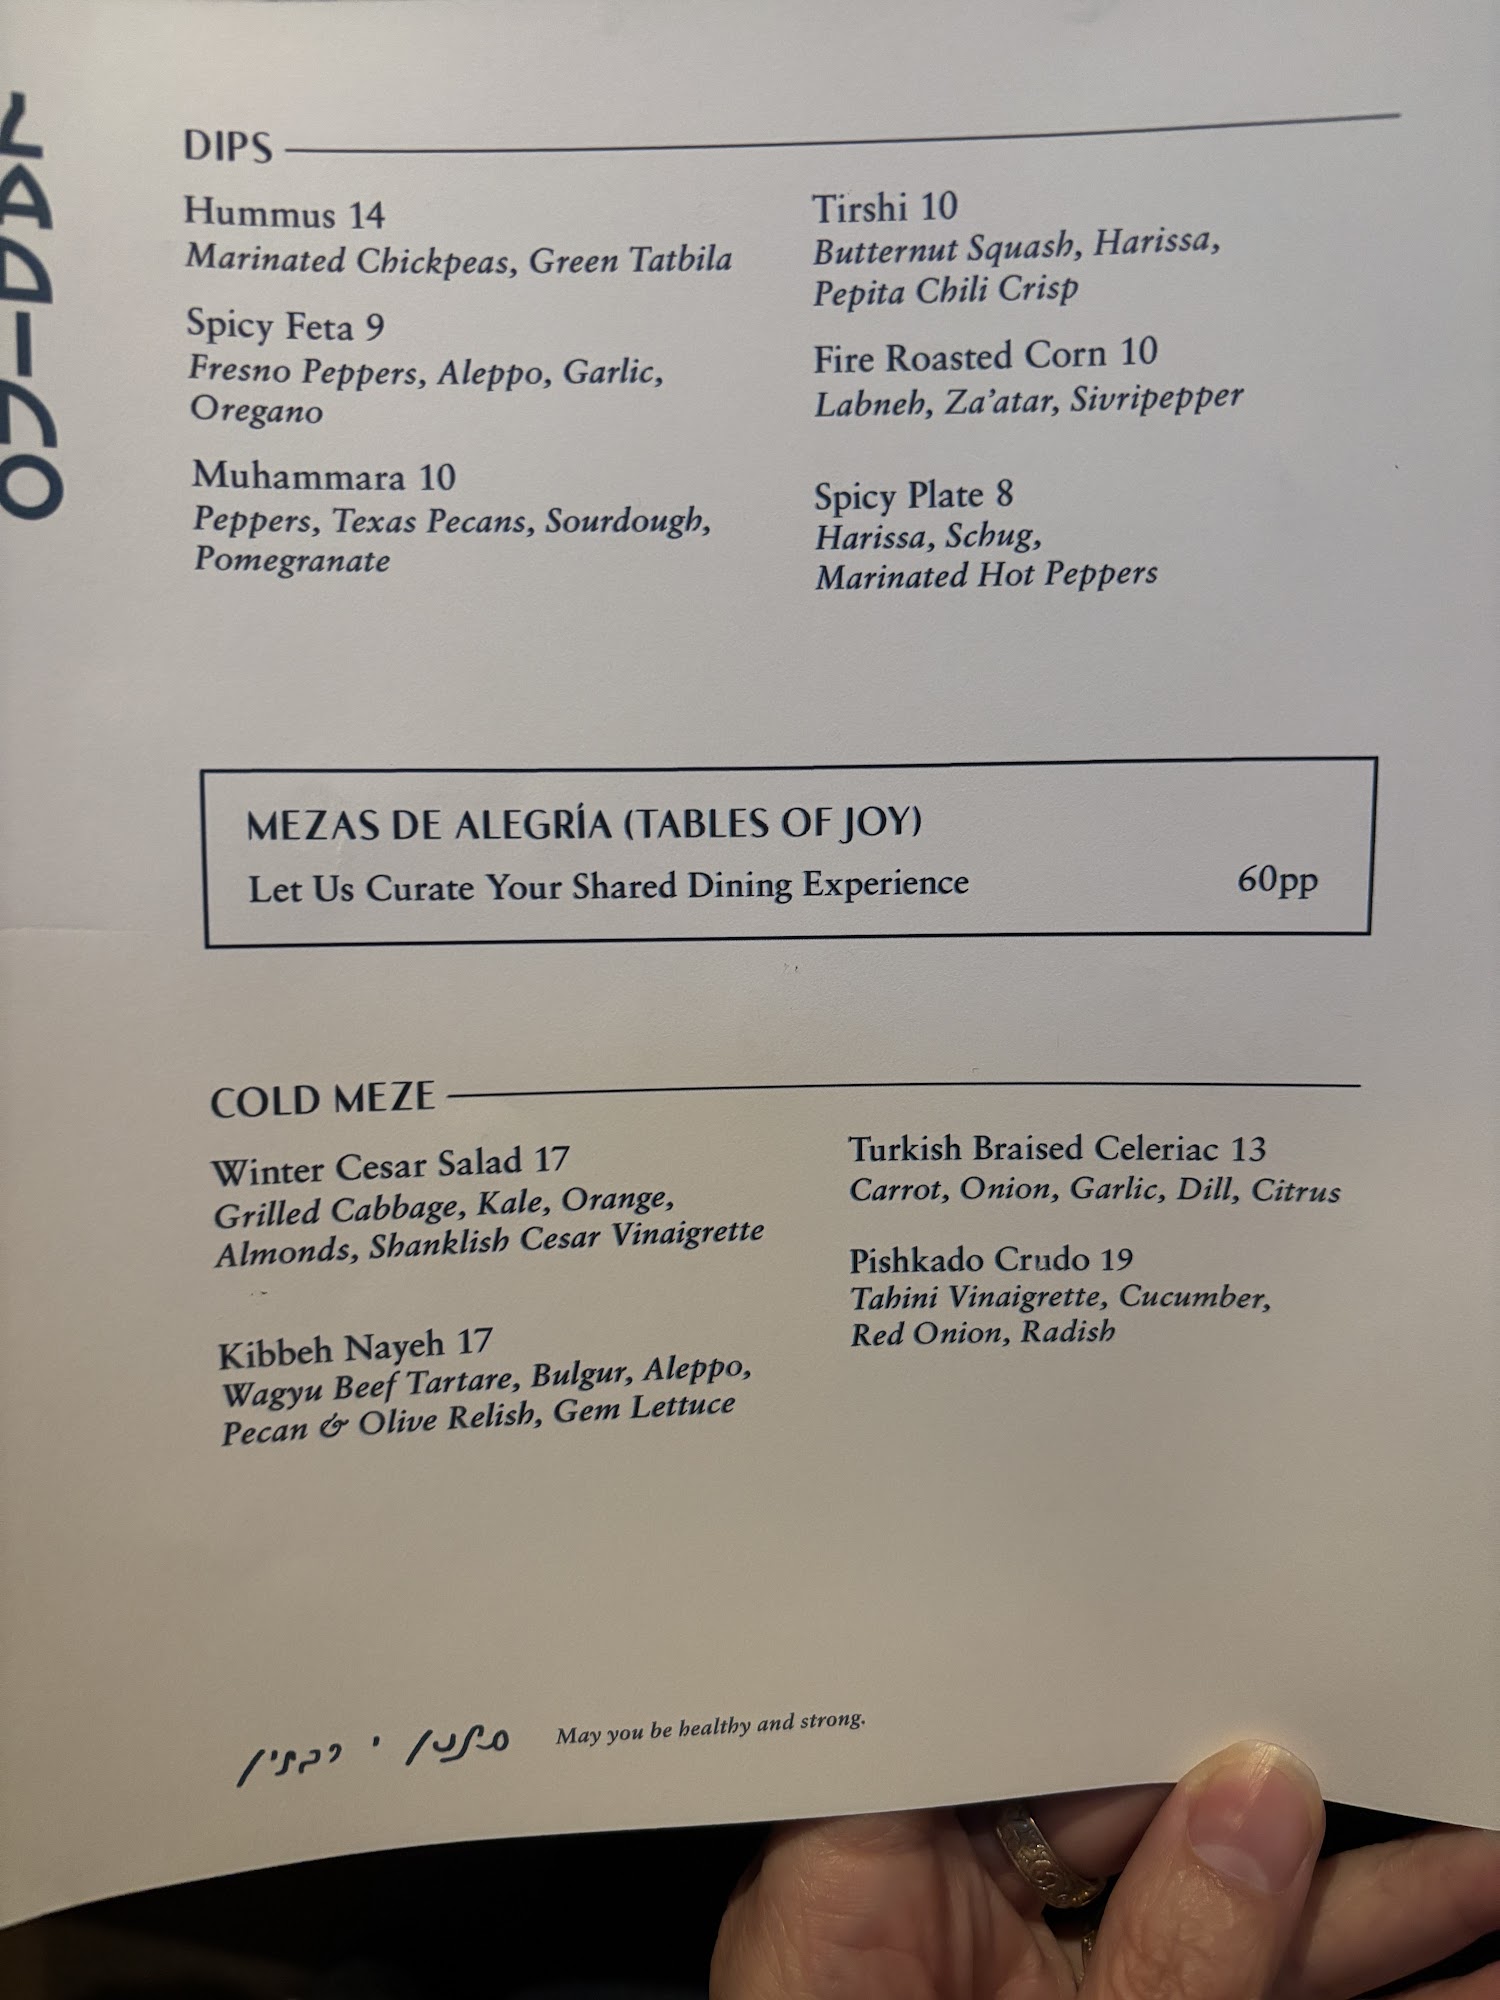 LADINO
DIPS
Hummus 14
Marinated Chickpeas, Green Tatbila
Spicy Feta 9
Fresno Peppers, Aleppo, Garlic,
Oregano
Muhammara 10
Peppers, Texas Pecans, Sourdough,
Pomegranate
Tirshi 10
Butternut Squash, Harissa,
Pepita Chili Crisp
Fire Roasted Corn 10
Labneh, Za'atar, Sivripepper
Spicy Plate 8
Harissa, Schug,
Marinated Hot Peppers
MEZAS DE ALEGRÍA (TABLES OF JOY)
Let Us Curate Your Shared Dining Experience 60pp
COLD MEZE
Winter Cesar Salad 17
Grilled Cabbage, Kale, Orange,
Almonds, Shanklish Cesar Vinaigrette
Kibbeh Nayeh 17
Wagyu Beef Tartare, Bulgur, Aleppo,
Pecan & Olive Relish, Gem Lettuce
Turkish Braised Celeriac 13
Carrot, Onion, Garlic, Dill, Citrus
Pishkado Crudo 19
Tahini Vinaigrette, Cucumber,
Red Onion, Radish
May you be healthy and strong.